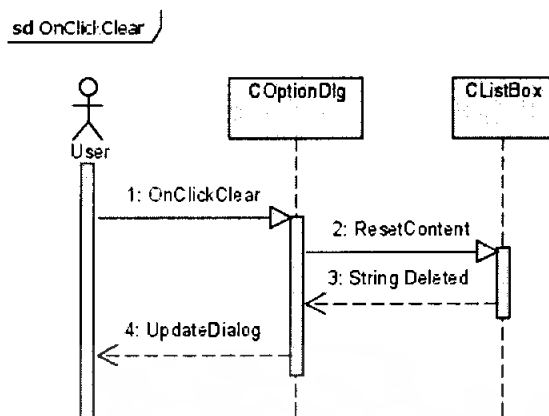 sd OnClickClear
COptionDlg
CListBox
User
1: OnClickClear
2: ResetContent
3: String Deleted
4: UpdateDialog